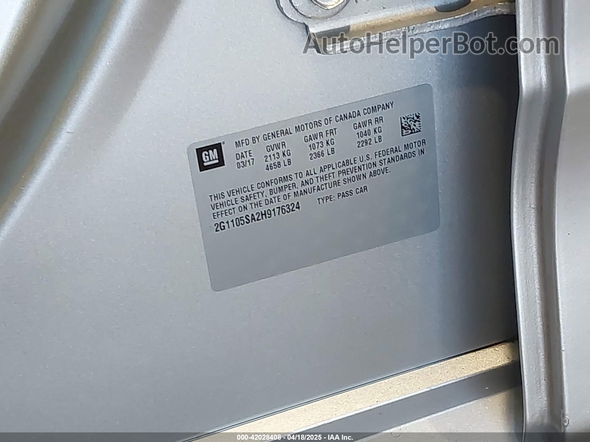 AutoHelperBot.com
MFD BY GENERAL MOTORS OF CANADA COMPANY
GM
DATE GVWR GAWR FRT GAWR RR
03/17 2113 KG 1073 KG 1040 KG
4658 LB 2366 LB 2292 LB
THIS VEHICLE CONFORMS TO ALL APPLICABLE U.S. FEDERAL MOTOR
VEHICLE SAFETY, BUMPER, AND THEFT PREVENTION STANDARDS IN
EFFECT ON THE DATE OF MANUFACTURE SHOWN ABOVE.
2G1105SA2H9176324 TYPE: PASS CAR
000-42028408 - 04/18/2025 - IAA Inc.